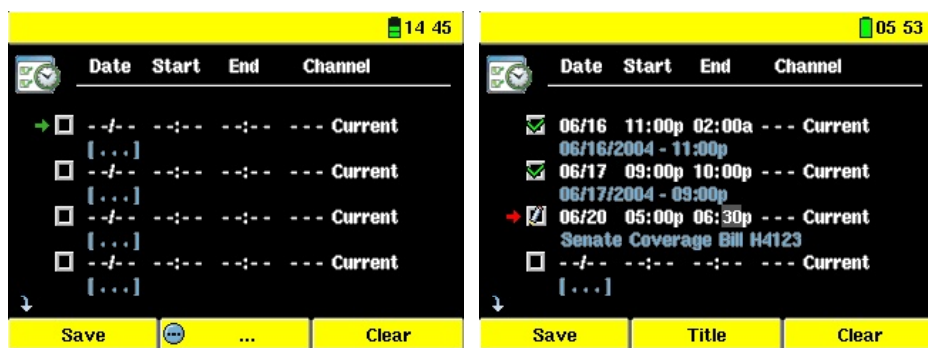 14 45
Date Start End Channel
--/-- --:-- --:-- --- Current
[...]
--/-- --:-- --:-- --- Current
[...]
--/-- --:-- --:-- --- Current
[...]
--/-- --:-- --:-- --- Current
[...]
Save ... Clear
05 53
Date Start End Channel
06/16 11:00p 02:00a --- Current
06/16/2004 - 11:00p
06/17 09:00p 10:00p --- Current
06/17/2004 - 09:00p
06/20 05:00p 06:30p --- Current
Senate Coverage Bill H4123
--/-- --:-- --:-- --- Current
[...]
Save Title Clear